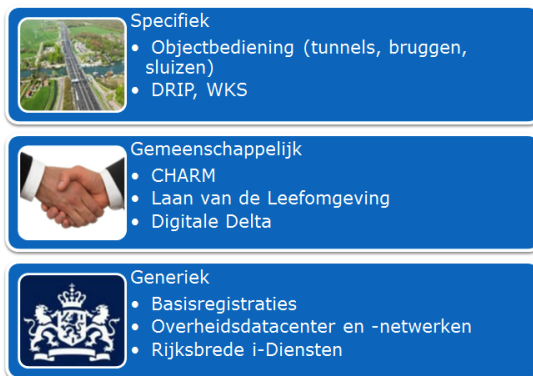 Specifiek
• Objectbediening (tunnels, bruggen,
sluizen)
• DRIP, WKS
Gemeenschappelijk
• CHARM
• Laan van de Leefomgeving
• Digitale Delta
Generiek
• Basisregistraties
• Overheidsdatacenter en -netwerken
• Rijksbrede i-Diensten